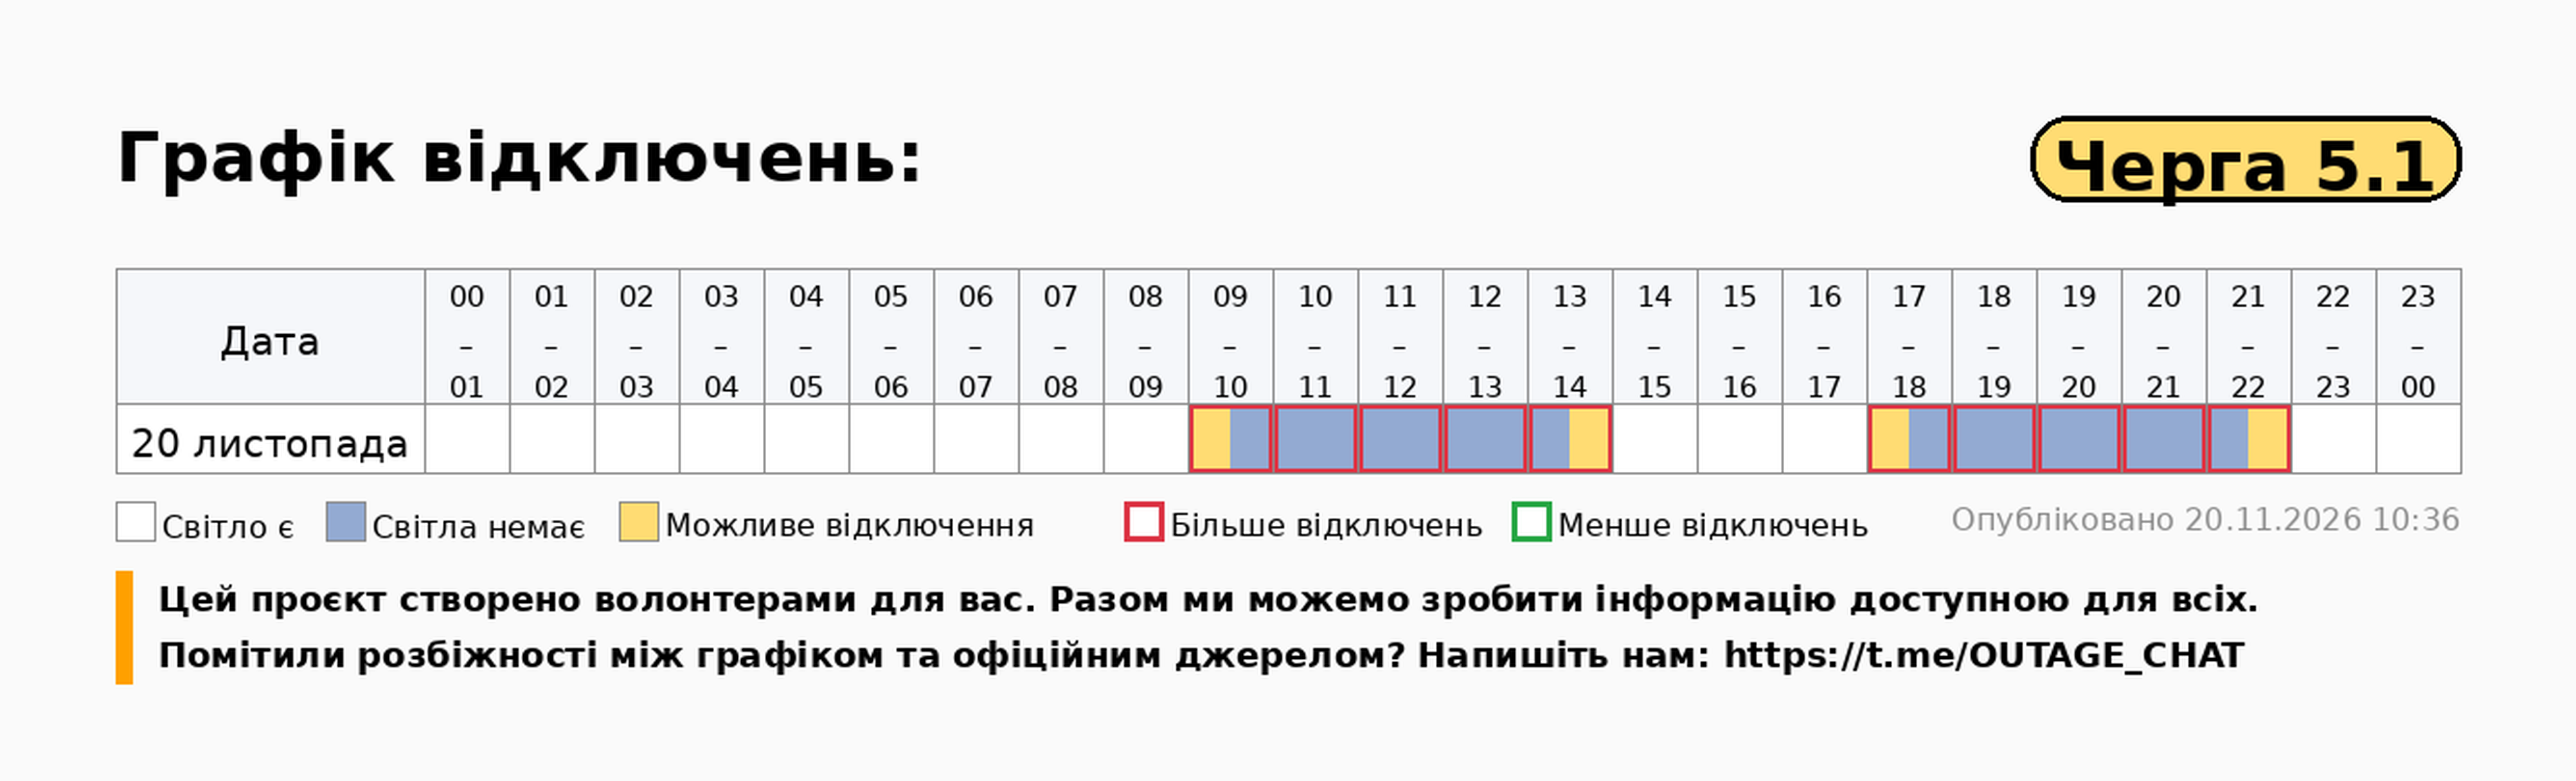 Графік відключень:
Черга 5.1
Дата
00 – 01
01 – 02
02 – 03
03 – 04
04 – 05
05 – 06
06 – 07
07 – 08
08 – 09
09 – 10
10 – 11
11 – 12
12 – 13
13 – 14
14 – 15
15 – 16
16 – 17
17 – 18
18 – 19
19 – 20
20 – 21
21 – 22
22 – 23
23 – 00
20 листопада
Світло є
Світла немає
Можливе відключення
Більше відключень
Менше відключень
Опубліковано 20.11.2026 10:36
Цей проєкт створено волонтерами для вас. Разом ми можемо зробити інформацію доступною для всіх.
Помітили розбіжності між графіком та офіційним джерелом? Напишіть нам: https://t.me/OUTAGE_CHAT